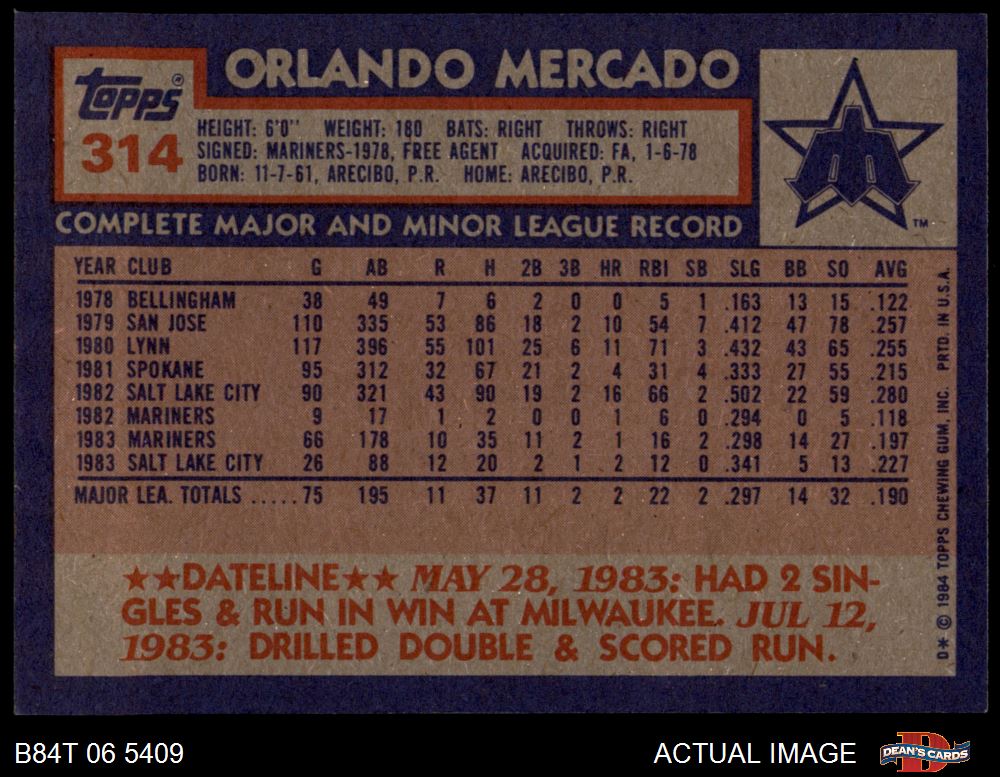 ORLANDO MERCADO
Topps®
314
HEIGHT: 6'0" WEIGHT: 180 BATS: RIGHT THROWS: RIGHT
SIGNED: MARINERS-1978, FREE AGENT ACQUIRED: FA, 1-6-78
BORN: 11-7-61, ARECIBO, P.R. HOME: ARECIBO, P.R.
TM
COMPLETE MAJOR AND MINOR LEAGUE RECORD
YEAR CLUB G AB R H 2B 3B HR RBI SB SLG BB SO AVG
1978 BELLINGHAM 38 49 7 6 2 0 0 5 1 .163 13 15 .122
1979 SAN JOSE 110 335 53 86 18 2 10 54 7 .412 47 78 .257
1980 LYNN 117 396 55 101 25 6 11 71 3 .432 43 65 .255
1981 SPOKANE 95 312 32 67 21 2 4 31 4 .333 27 55 .215
1982 SALT LAKE CITY 90 321 43 90 19 2 16 66 2 .502 22 59 .280
1982 MARINERS 9 17 1 2 0 0 1 6 0 .294 0 5 .118
1983 MARINERS 66 178 10 35 11 2 1 16 2 .298 14 27 .197
1983 SALT LAKE CITY 26 88 12 20 2 1 2 12 0 .341 5 13 .227
MAJOR LEA. TOTALS .....75 195 11 37 11 2 2 22 2 .297 14 32 .190
★★DATELINE★★ MAY 28, 1983: HAD 2 SIN-
GLES & RUN IN WIN AT MILWAUKEE. JUL 12,
1983: DRILLED DOUBLE & SCORED RUN.
D* © 1984 TOPPS CHEWING GUM, INC. PRTD. IN U.S.A.
B84T 06 5409
ACTUAL IMAGE
DEAN'S CARDS